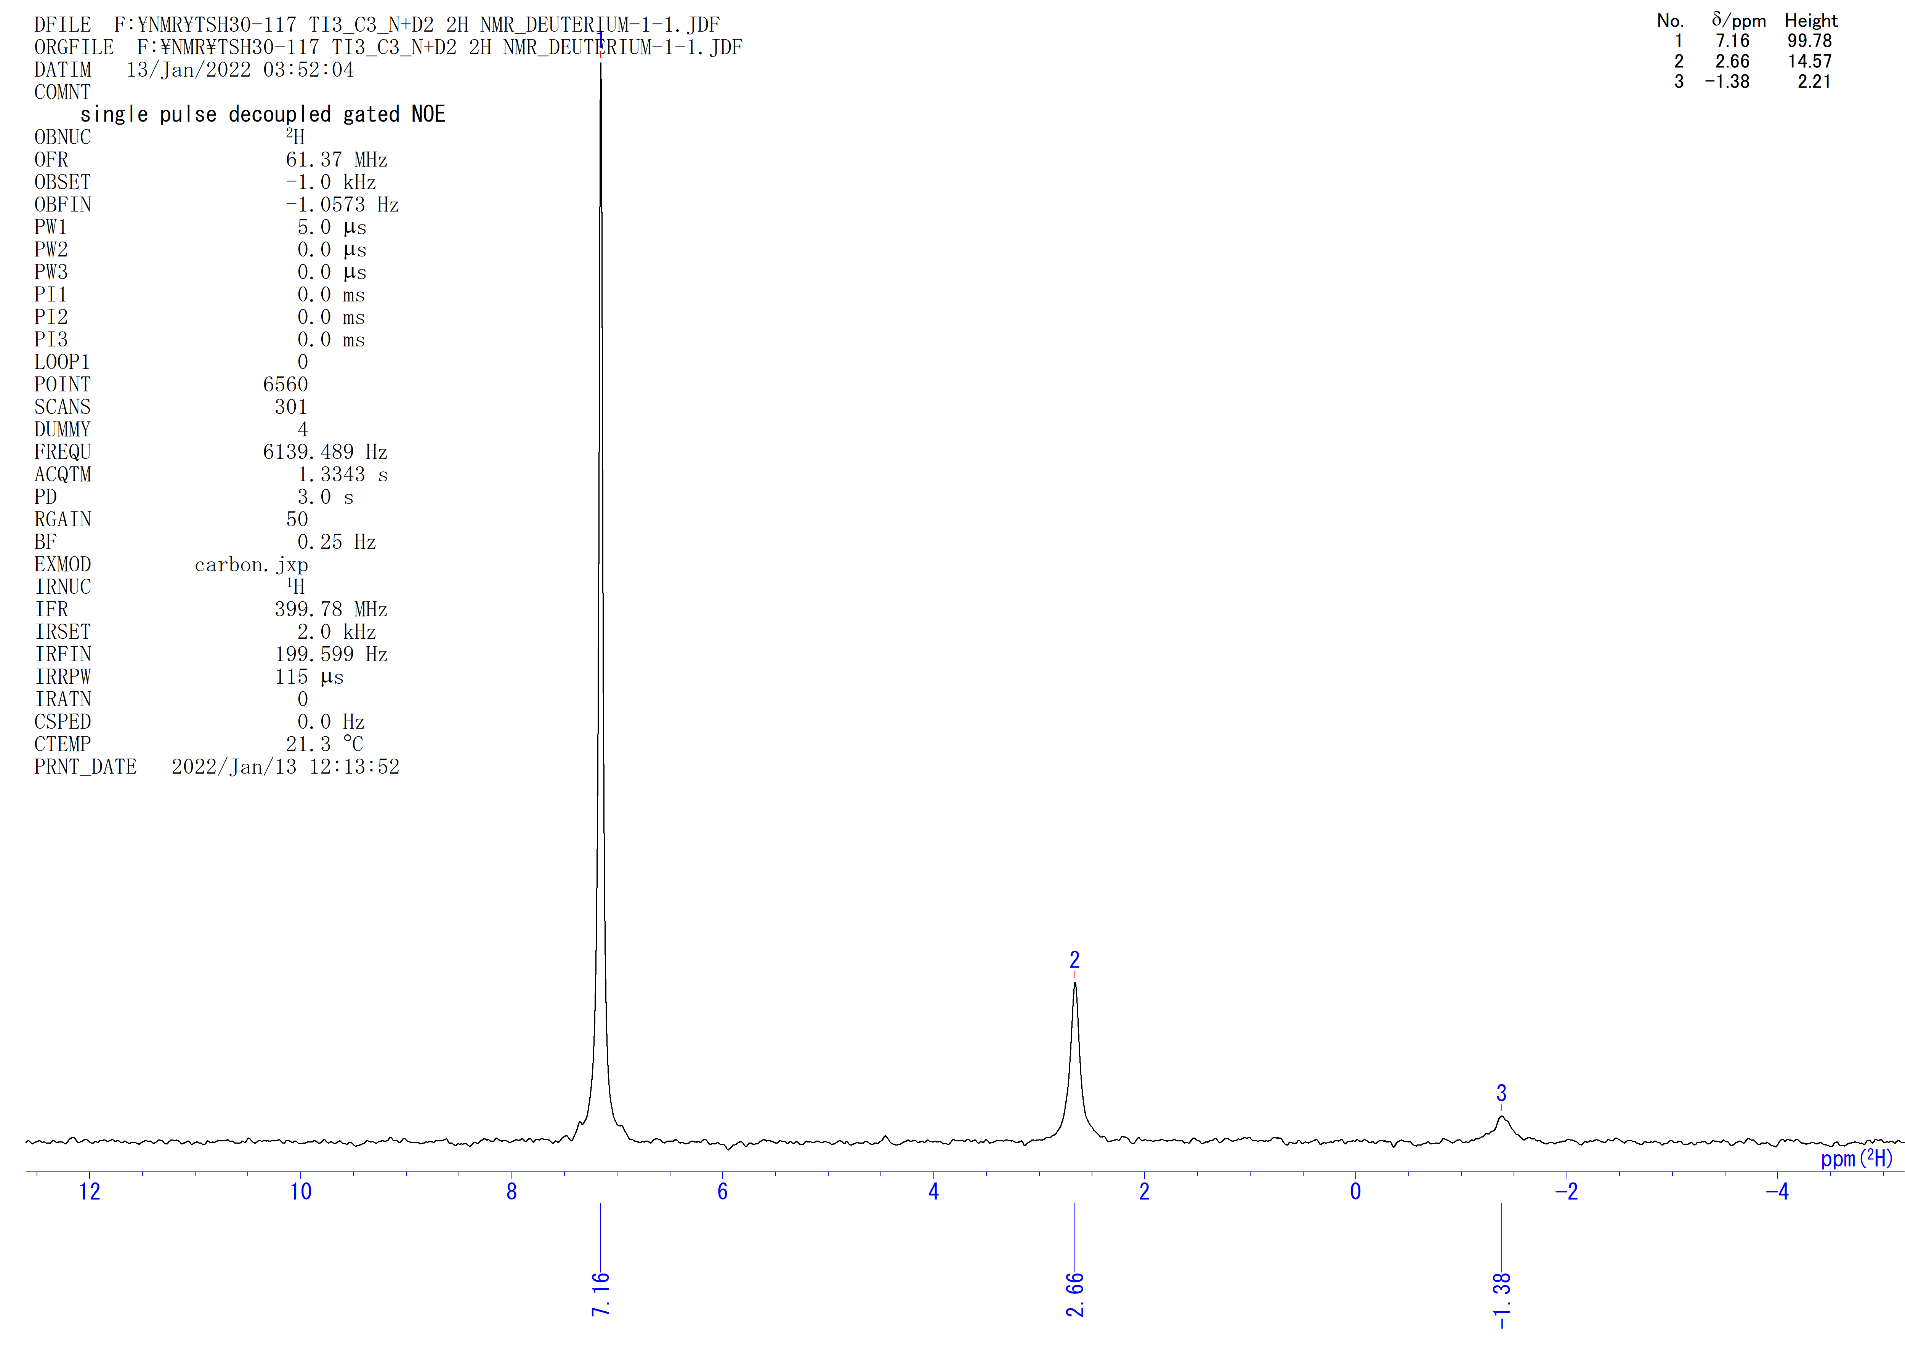 DFILE F:¥NMR¥TSH30-117 TI3_C3_N+D2 2H NMR_DEUTERIUM-1-1.JDF
ORGFILE F:¥NMR¥TSH30-117 TI3_C3_N+D2 2H NMR_DEUTERIUM-1-1.JDF
DATIM 13/Jan/2022 03:52:04
COMNT
single pulse decoupled gated NOE
OBNUC ²H
OFR 61.37 MHz
OBSET -1.0 kHz
OBFIN -1.0573 Hz
PW1 5.0 µs
PW2 0.0 µs
PW3 0.0 µs
PI1 0.0 ms
PI2 0.0 ms
PI3 0.0 ms
LOOP1 0
POINT 6560
SCANS 301
DUMMY 4
FREQU 6139.489 Hz
ACQTM 1.3343 s
PD 3.0 s
RGAIN 50
BF 0.25 Hz
EXMOD carbon.jxp
IRNUC ¹H
IFR 399.78 MHz
IRSET 2.0 kHz
IRFIN 199.599 Hz
IRRPW 115 µs
IRATN 0
CSPED 0.0 Hz
CTEMP 21.3 °C
PRNT_DATE 2022/Jan/13 12:13:52
No. δ/ppm Height
1 7.16 99.78
2 2.66 14.57
3 -1.38 2.21
1
2
3
ppm(²H)
12 10 8 6 4 2 0 -2 -4
7.16 2.66 -1.38